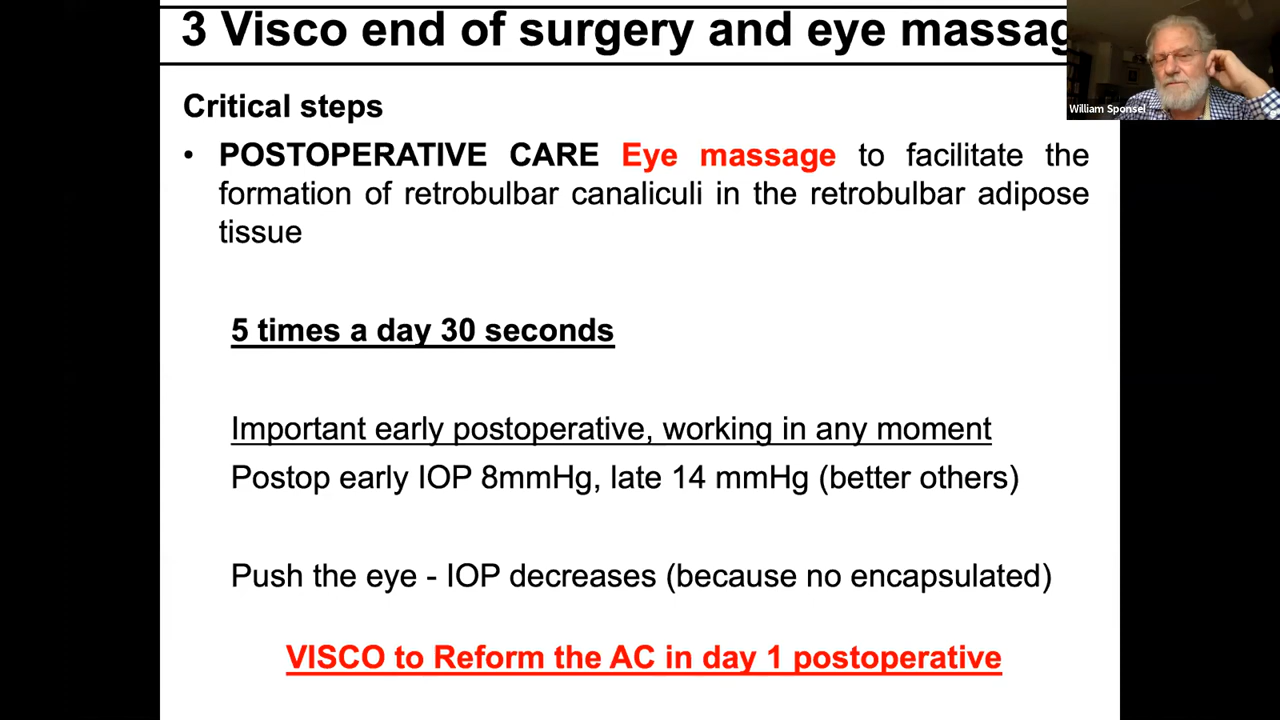 3 Visco end of surgery and eye massag
William Sponsel
Critical steps
• POSTOPERATIVE CARE Eye massage to facilitate the
formation of retrobulbar canaliculi in the retrobulbar adipose
tissue
5 times a day 30 seconds
Important early postoperative, working in any moment
Postop early IOP 8mmHg, late 14 mmHg (better others)
Push the eye - IOP decreases (because no encapsulated)
VISCO to Reform the AC in day 1 postoperative